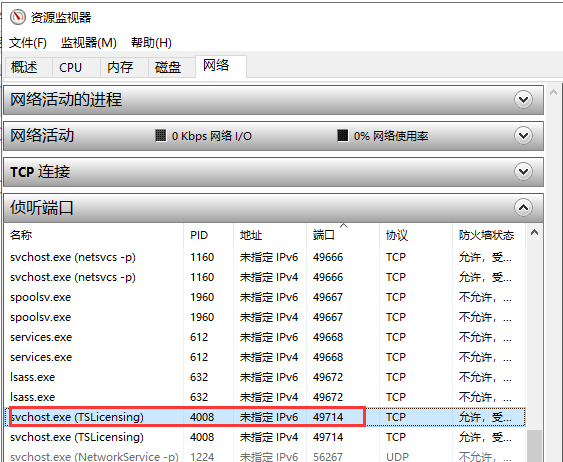 资源监视器
文件(F) 监视器(M) 帮助(H)
概述 CPU 内存 磁盘 网络
网络活动的进程
网络活动 0 Kbps 网络 I/O 0% 网络使用率
TCP 连接
侦听端口
名称 PID 地址 端口 协议 防火墙状态
svchost.exe (netsvcs -p) 1160 未指定 IPv6 49666 TCP 允许，受...
svchost.exe (netsvcs -p) 1160 未指定 IPv4 49666 TCP 允许，受...
spoolsv.exe 1960 未指定 IPv6 49667 TCP 不允许，...
spoolsv.exe 1960 未指定 IPv4 49667 TCP 不允许，...
services.exe 612 未指定 IPv6 49668 TCP 不允许，...
services.exe 612 未指定 IPv4 49668 TCP 不允许，...
lsass.exe 632 未指定 IPv6 49672 TCP 不允许，...
lsass.exe 632 未指定 IPv4 49672 TCP 不允许，...
svchost.exe (TSLicensing) 4008 未指定 IPv6 49714 TCP 允许，受...
svchost.exe (TSLicensing) 4008 未指定 IPv4 49714 TCP 允许，受...
svchost.exe (NetworkService -p) 1224 未指定 IPv6 56267 UDP 不允许，...